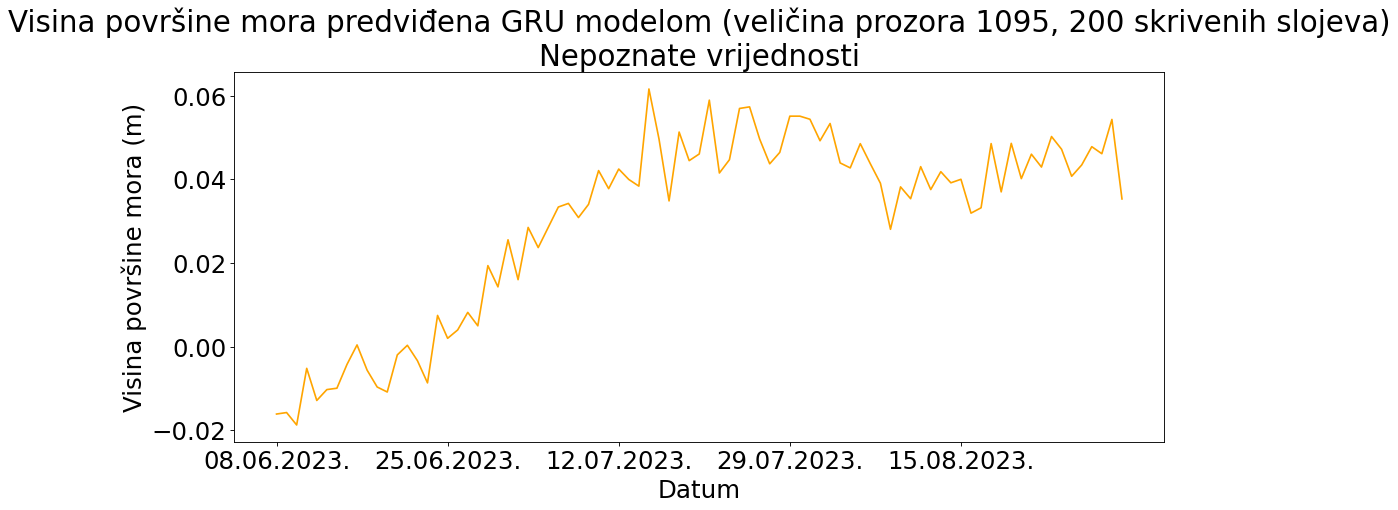 Visina površine mora predviđena GRU modelom (veličina prozora 1095, 200 skrivenih slojeva)
Nepoznate vrijednosti
Visina površine mora (m)
0.06
0.04
0.02
0.00
−0.02
08.06.2023. 25.06.2023. 12.07.2023. 29.07.2023. 15.08.2023.
Datum